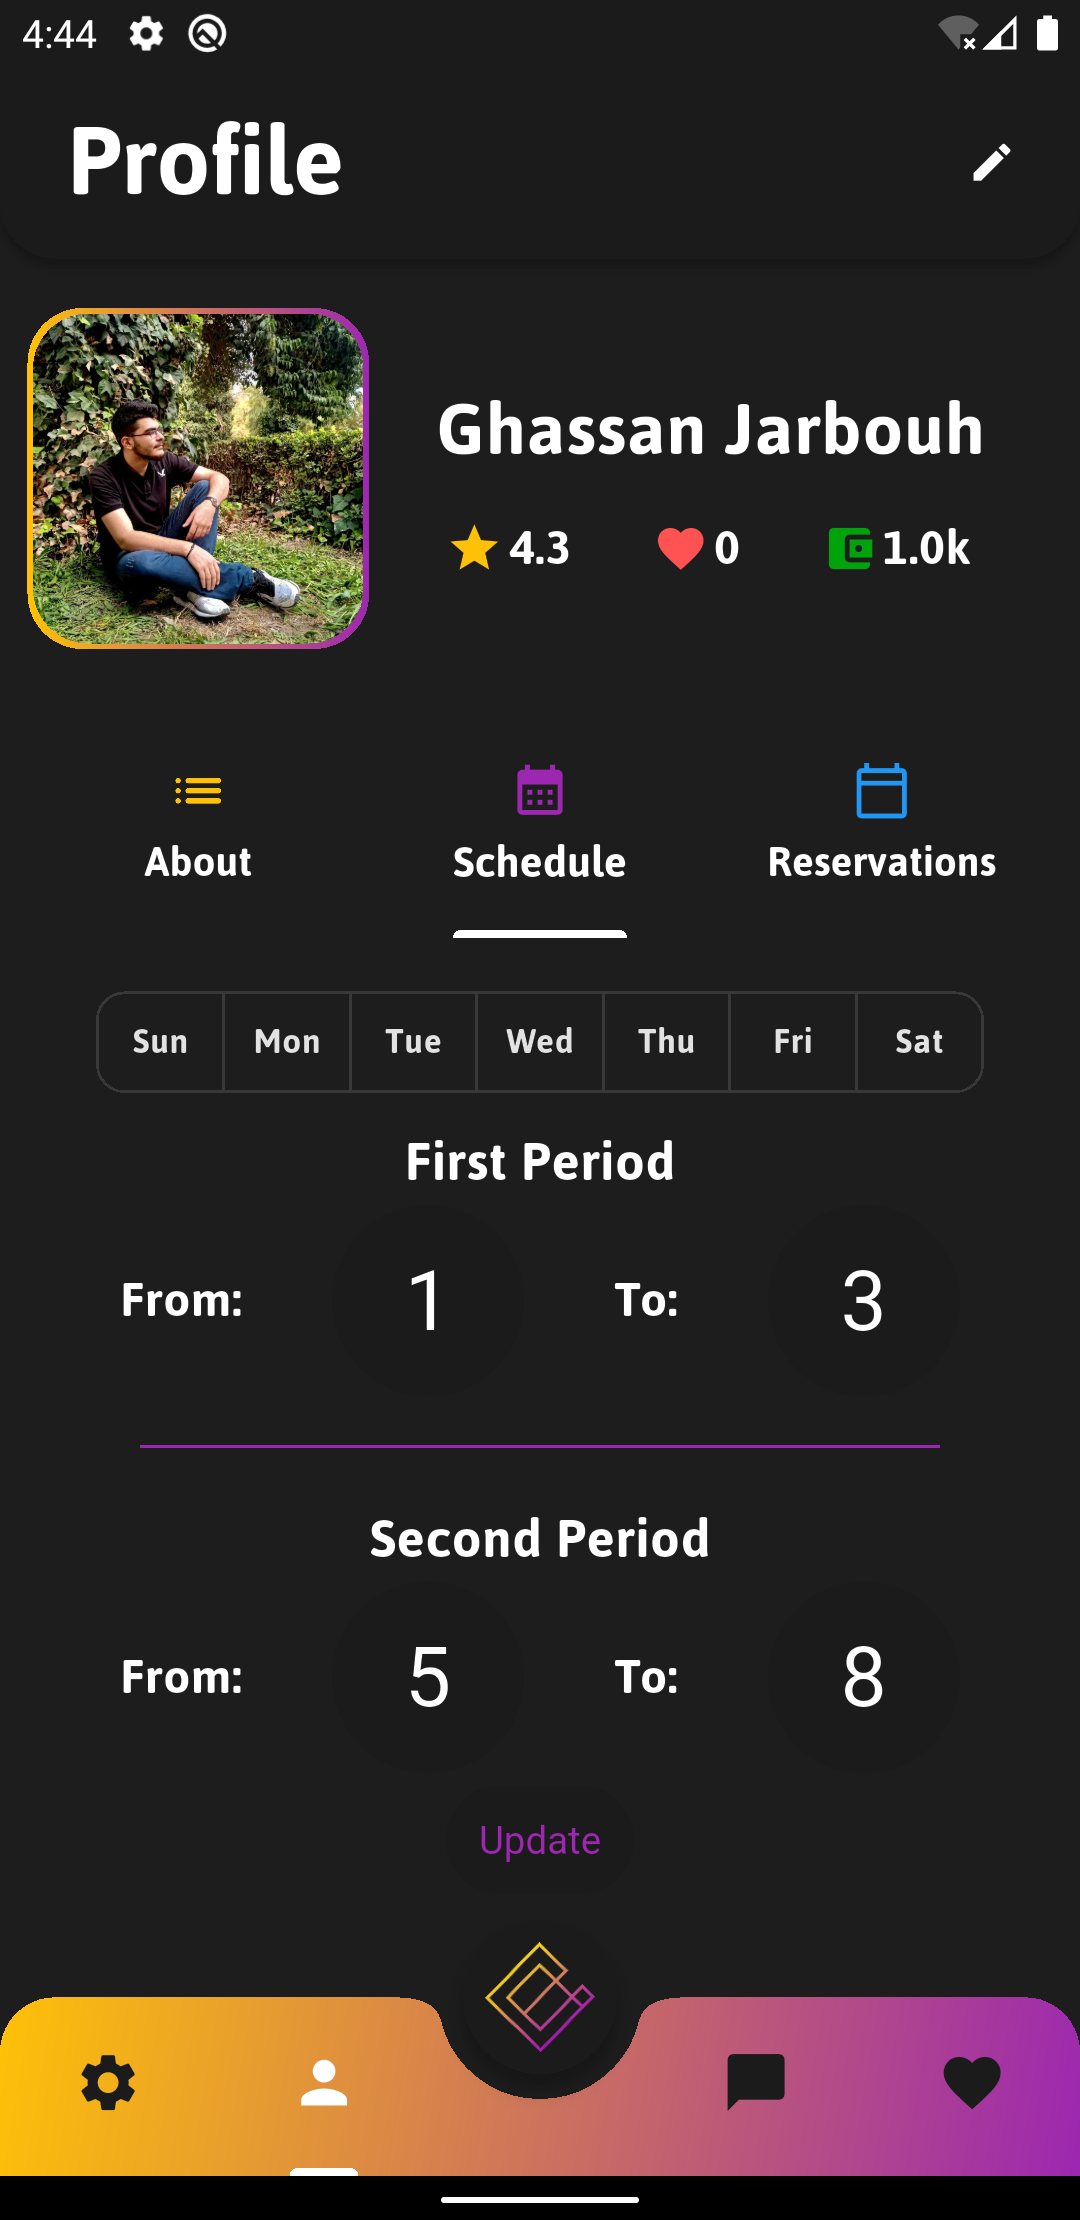 4:44
Profile
Ghassan Jarbouh
4.3 0 1.0k
About Schedule Reservations
Sun Mon Tue Wed Thu Fri Sat
First Period
From: 1 To: 3
Second Period
From: 5 To: 8
Update